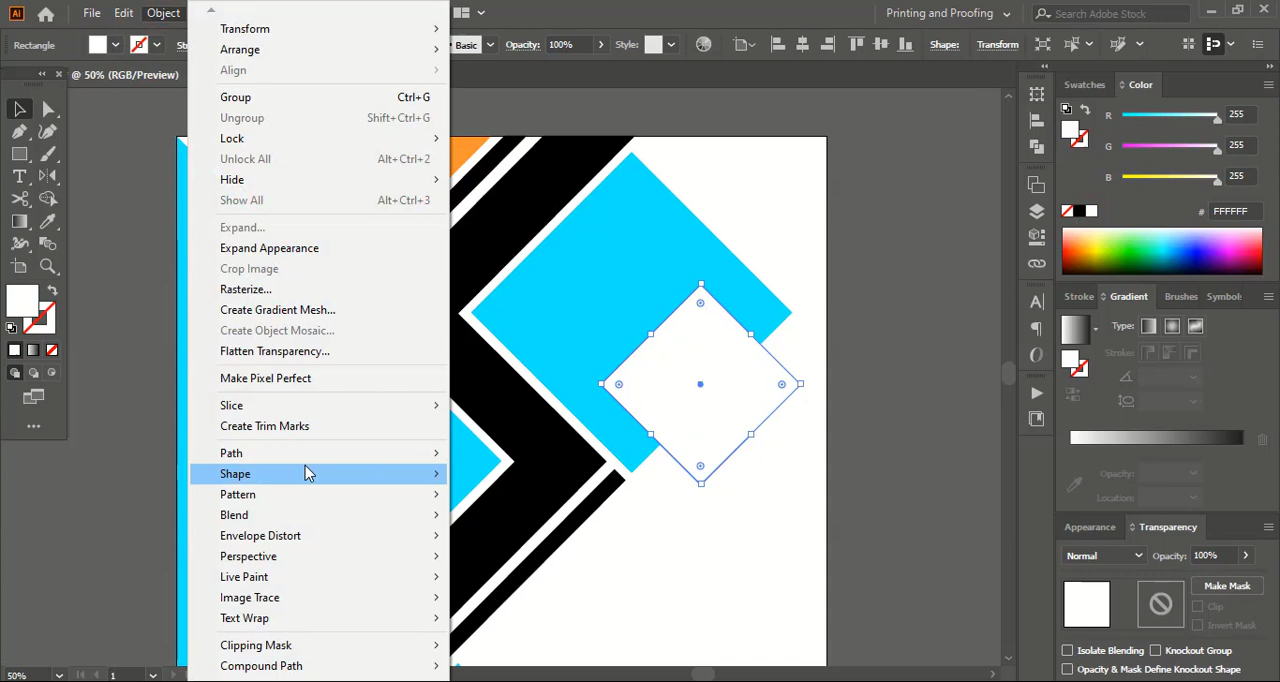 Ai File Edit Object Printing and Proofing Search Adobe Stock
Rectangle Basic Opacity: 100% Style: Shape: Transform
@ 50% (RGB/Preview)
Transform
Arrange
Align
Group Ctrl+G
Ungroup Shift+Ctrl+G
Lock
Unlock All Alt+Ctrl+2
Hide
Show All Alt+Ctrl+3
Expand...
Expand Appearance
Crop Image
Rasterize...
Create Gradient Mesh...
Create Object Mosaic...
Flatten Transparency...
Make Pixel Perfect
Slice
Create Trim Marks
Path
Shape
Pattern
Blend
Envelope Distort
Perspective
Live Paint
Image Trace
Text Wrap
Clipping Mask
Compound Path
Swatches Color
R 255
G 255
B 255
# FFFFFF
Stroke Gradient Brushes Symbols
Type:
Stroke:
Opacity:
Location:
Appearance Transparency
Normal Opacity: 100%
Make Mask
Clip
Invert Mask
Isolate Blending Knockout Group
Opacity & Mask Define Knockout Shape
50% 1